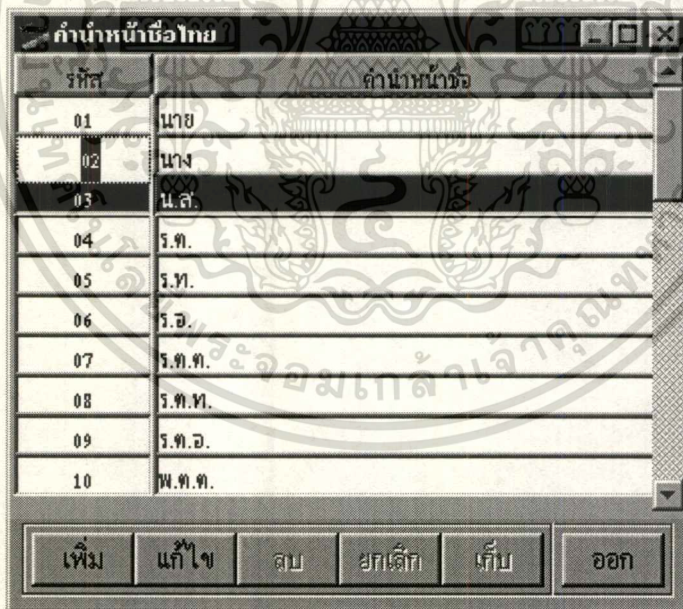 คำนำหน้าชื่อไทย
รหัส คำนำหน้าชื่อ
01 นาย
02 นาง
03 น.ส.
04 ร.ต.
05 ร.ท.
06 ร.อ.
07 ร.ต.ต.
08 ร.ต.ท.
09 ร.ต.อ.
10 พ.ต.ต.
เพิ่ม แก้ไข ลบ ยกเลิก เก็บ ออก